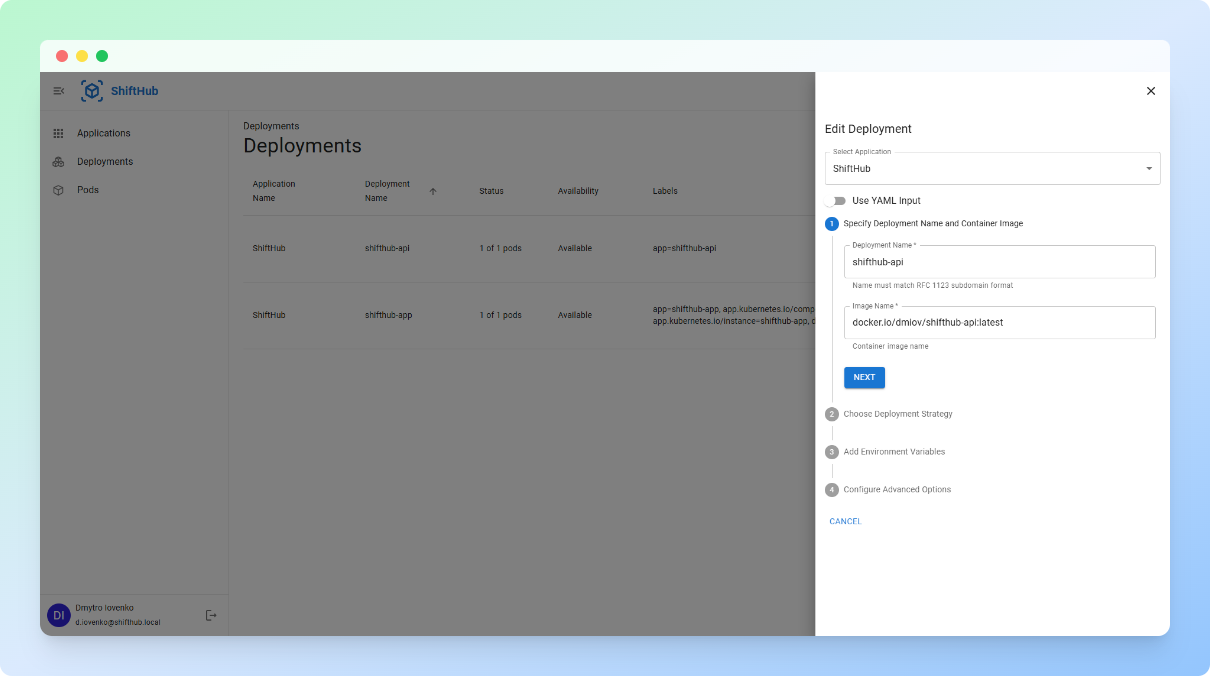 ShiftHub
Applications
Deployments
Pods
Dmytro Iovenko
d.iovenko@shifthub.local
DI
Deployments
Deployments
Application Name
Deployment Name
Status
Availability
Labels
ShiftHub
shifthub-api
1 of 1 pods
Available
app=shifthub-api
ShiftHub
shifthub-app
1 of 1 pods
Available
app=shifthub-app, app.kubernetes.io/comp
app.kubernetes.io/instance=shifthub-app,
Edit Deployment
Select Application
ShiftHub
Use YAML Input
1 Specify Deployment Name and Container Image
Deployment Name *
shifthub-api
Name must match RFC 1123 subdomain format
Image Name *
docker.io/dmiov/shifthub-api:latest
Container image name
NEXT
2 Choose Deployment Strategy
3 Add Environment Variables
4 Configure Advanced Options
CANCEL